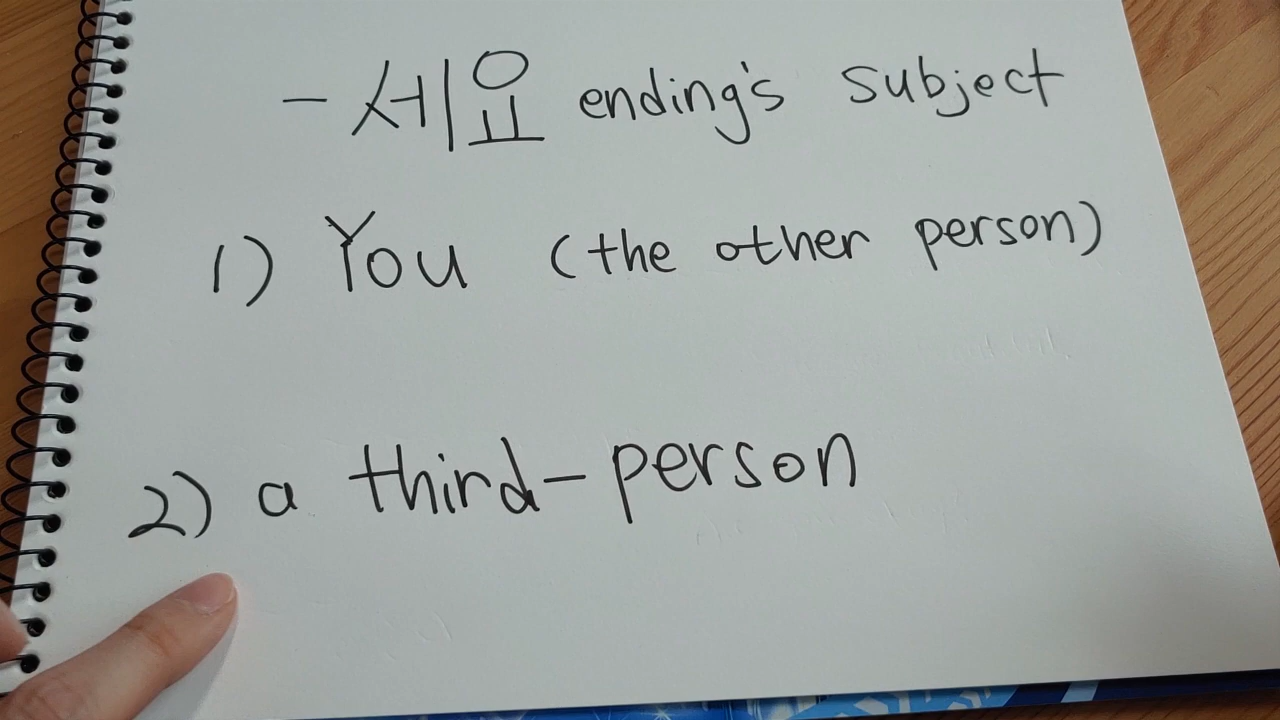 -세요 ending's subject
1) You (the other person)
2) a third-person